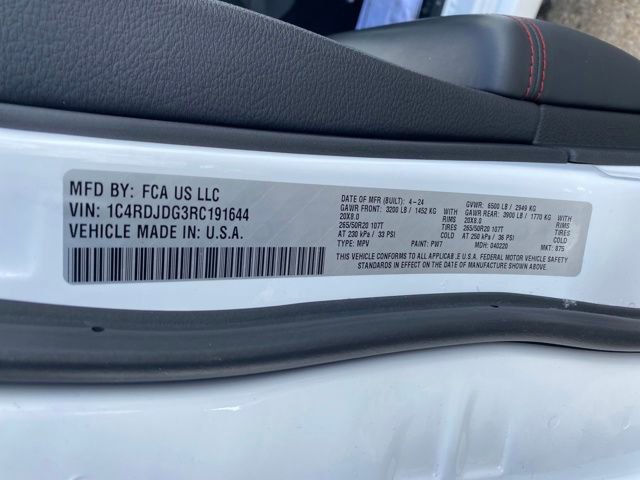 MFD BY: FCA US LLC
VIN: 1C4RDJDG3RC191644
VEHICLE MADE IN: U.S.A.
DATE OF MFR (BUILT): 4-24 GVWR: 6500 LB / 2949 KG
GAWR FRONT: 3200 LB / 1452 KG WITH GAWR REAR: 3900 LB / 1770 KG WITH
20X8.0 RIMS 20X8.0 RIMS
265/50R20 107T TIRES 265/50R20 107T TIRES
AT 230 kPa / 33 PSI COLD AT 250 kPa / 36 PSI COLD
TYPE: MPV PAINT: PW7 MDH: 040220 MKT: 875
THIS VEHICLE CONFORMS TO ALL APPLICABLE U.S.A. FEDERAL MOTOR VEHICLE SAFETY
STANDARDS IN EFFECT ON THE DATE OF MANUFACTURE SHOWN ABOVE.